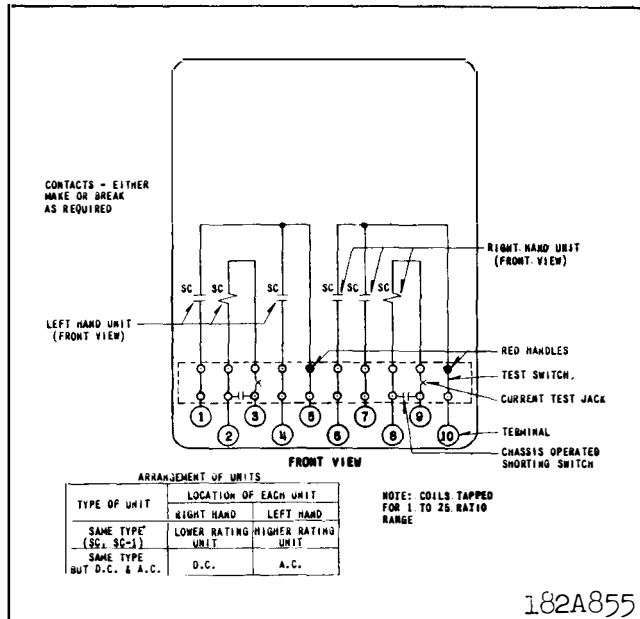 CONTACTS - EITHER
MAKE OR BREAK
AS REQUIRED
RIGHT HAND UNIT
(FRONT VIEW)
SC SC SC SC SC SC
LEFT HAND UNIT
(FRONT VIEW)
RED HANDLES
TEST SWITCH,
CURRENT TEST JACK
1 3 4 5 6 7 9
2 8 10
TERMINAL
CHASSIS OPERATED
SHORTING SWITCH
FRONT VIEW
ARRANGEMENT OF UNITS
TYPE OF UNIT
LOCATION OF EACH UNIT
RIGHT HAND LEFT HAND
SAME TYPE
(SC, SC-1)
LOWER RATING
UNIT
HIGHER RATING
UNIT
SAME TYPE
BUT D.C. & A.C.
D.C. A.C.
NOTE: COILS TAPPED
FOR 1 TO 25 RATIO
RANGE
182A855